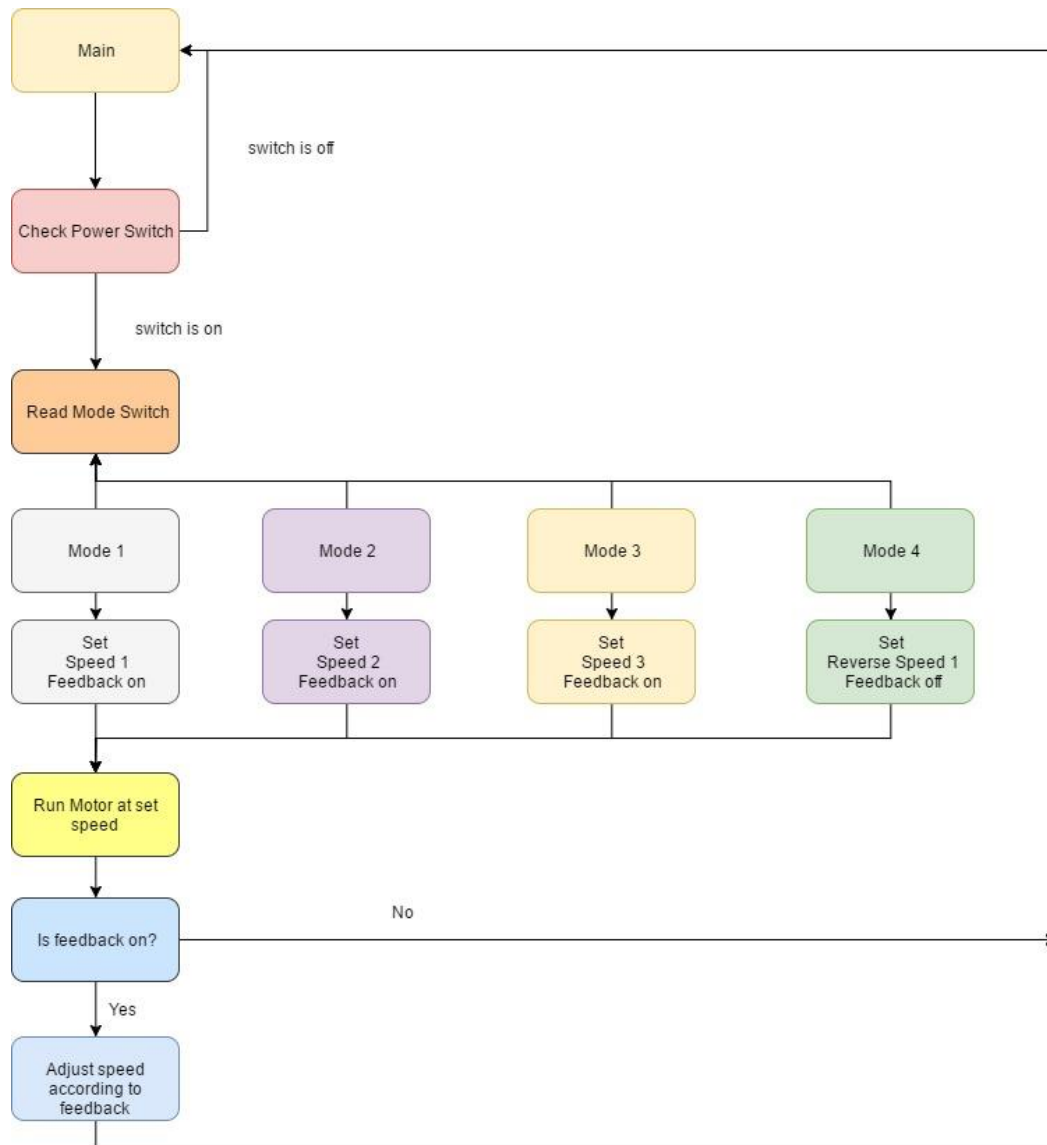 Main
switch is off
Check Power Switch
switch is on
Read Mode Switch
Mode 1
Mode 2
Mode 3
Mode 4
Set
Speed 1
Feedback on
Set
Speed 2
Feedback on
Set
Speed 3
Feedback on
Set
Reverse Speed 1
Feedback off
Run Motor at set
speed
No
Is feedback on?
Yes
Adjust speed
according to
feedback